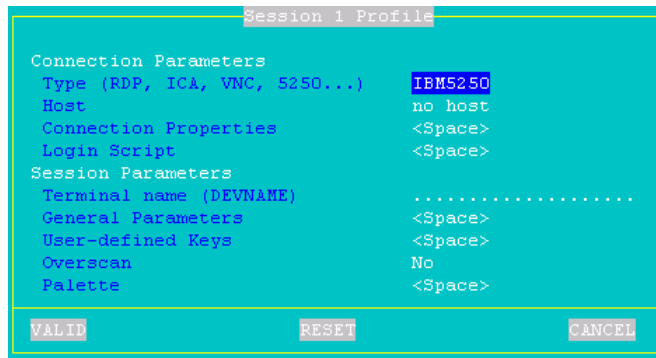 Session 1 Profile
Connection Parameters
Type (RDP, ICA, VNC, 5250...) IBM5250
Host no host
Connection Properties <Space>
Login Script <Space>
Session Parameters
Terminal name (DEVNAME) ....................
General Parameters <Space>
User-defined Keys <Space>
Overscan No
Palette <Space>
VALID RESET CANCEL